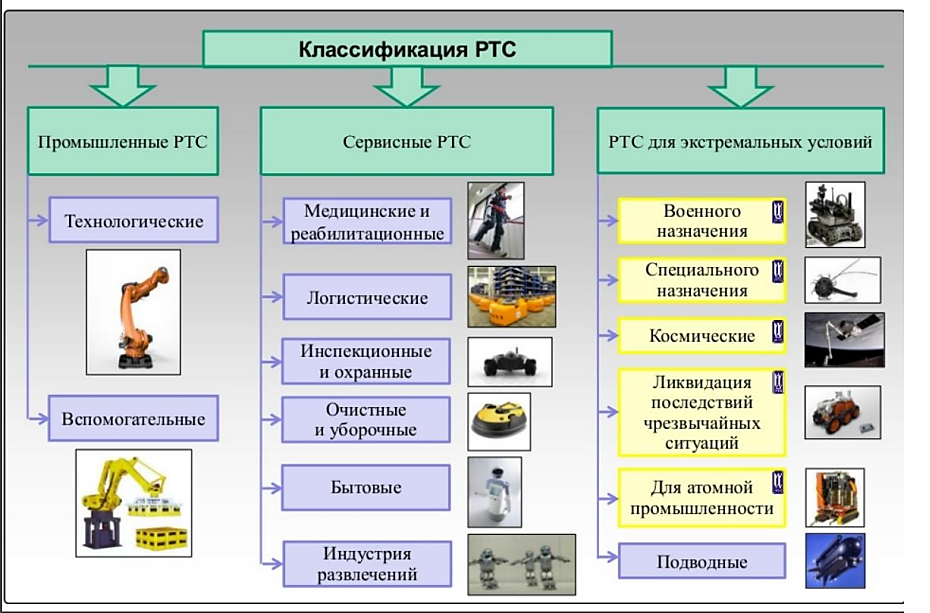 Классификация РТС
Промышленные РТС
Технологические
Вспомогательные
Сервисные РТС
Медицинские и
реабилитационные
Логистические
Инспекционные
и охранные
Очистные
и уборочные
Бытовые
Индустрия
развлечений
РТС для экстремальных условий
Военного
назначения
Специального
назначения
Космические
Ликвидация
последствий
чрезвычайных
ситуаций
Для атомной
промышленности
Подводные